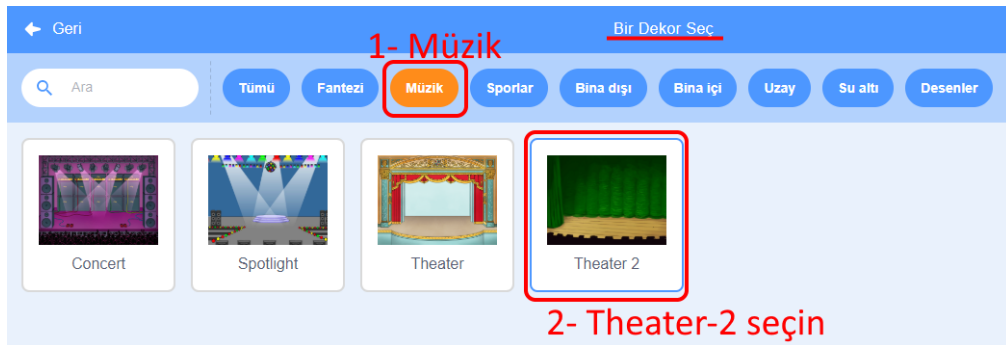 Geri
Bir Dekor Seç
1- Müzik
Ara
Tümü Fantezi Müzik Sporlar Bina dışı Bina içi Uzay Su altı Desenler
Concert Spotlight Theater Theater 2
2- Theater-2 seçin